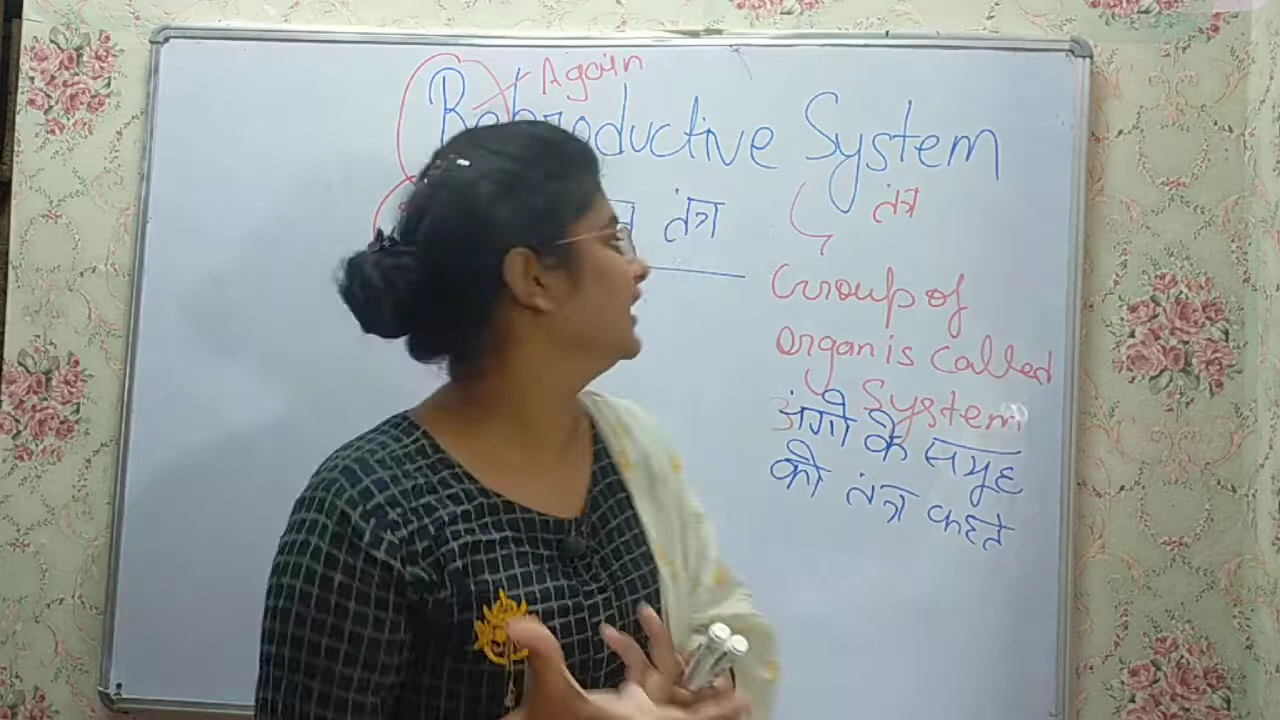 Again
Reproductive System
तंत्र
तंत्र
Group of
organ is called
System
अंगो के समूह
को तंत्र कहते